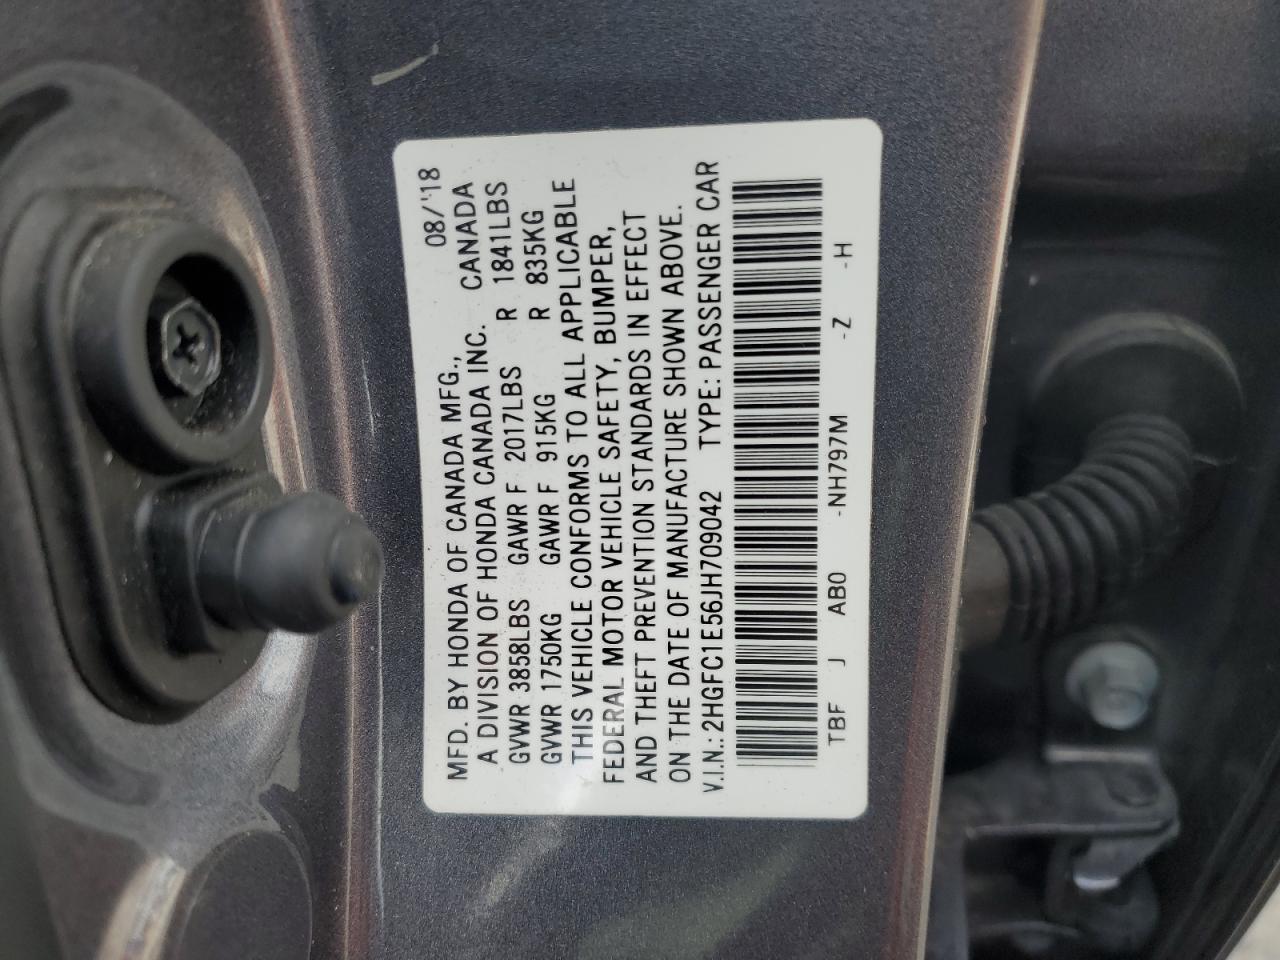 08/'18
MFD. BY HONDA OF CANADA MFG.,
A DIVISION OF HONDA CANADA INC. CANADA
GVWR 3858LBS GAWR F 2017LBS R 1841LBS
GVWR 1750KG GAWR F 915KG R 835KG
THIS VEHICLE CONFORMS TO ALL APPLICABLE
FEDERAL MOTOR VEHICLE SAFETY, BUMPER,
AND THEFT PREVENTION STANDARDS IN EFFECT
ON THE DATE OF MANUFACTURE SHOWN ABOVE.
V.I.N.: 2HGFC1E56JH709042 TYPE: PASSENGER CAR
TBF J AB0 -NH797M -Z -H